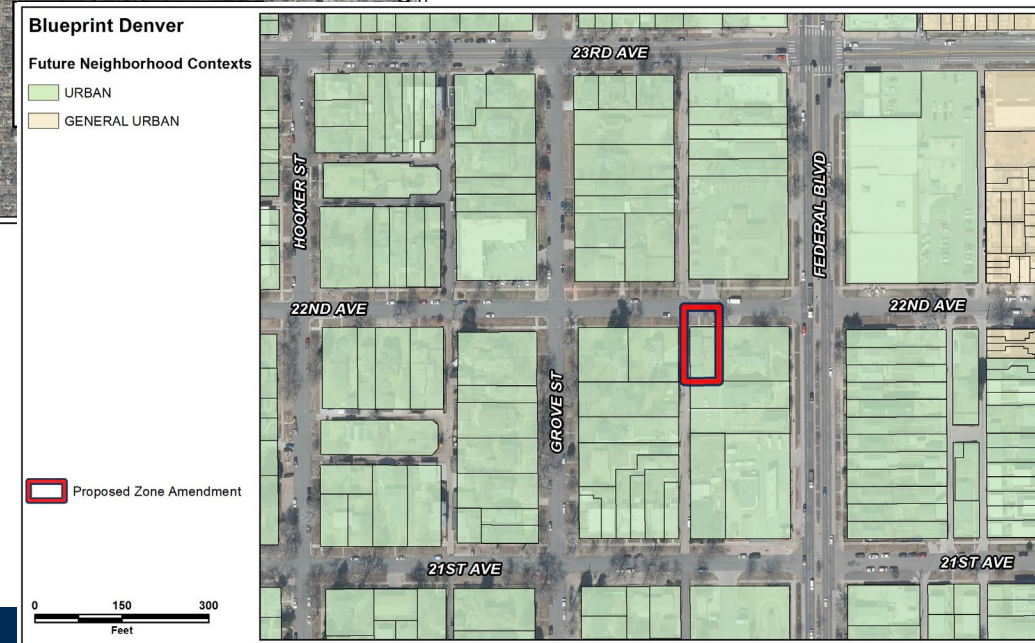 Blueprint Denver
Future Neighborhood Contexts
URBAN
GENERAL URBAN
Proposed Zone Amendment
0 150 300
Feet
23RD AVE
HOOKER ST
FEDERAL BLVD
22ND AVE
22ND AVE
GROVE ST
21ST AVE
21ST AVE